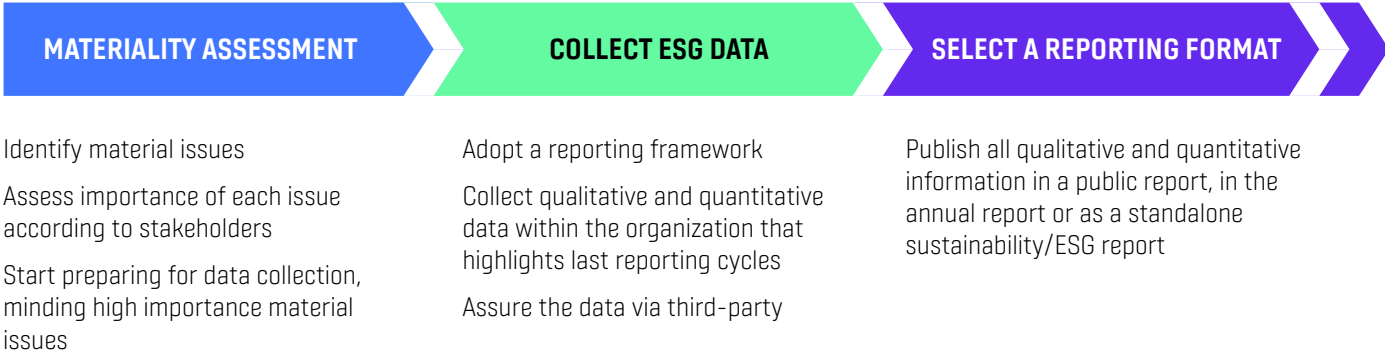 MATERIALITY ASSESSMENT
Identify material issues
Assess importance of each issue
according to stakeholders
Start preparing for data collection,
minding high importance material
issues
COLLECT ESG DATA
Adopt a reporting framework
Collect qualitative and quantitative
data within the organization that
highlights last reporting cycles
Assure the data via third-party
SELECT A REPORTING FORMAT
Publish all qualitative and quantitative
information in a public report, in the
annual report or as a standalone
sustainability/ESG report